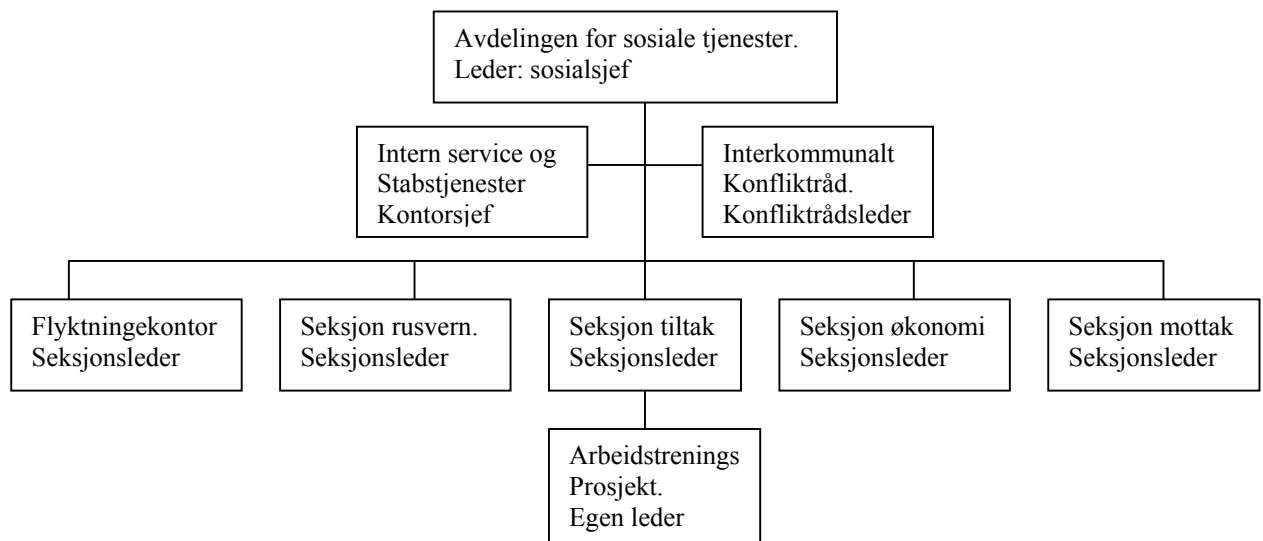 Avdelingen for sosiale tjenester.
Leder: sosialsjef
Intern service og
Stabstjenester
Kontorsjef
Interkommunalt
Konfliktråd.
Konfliktrådsleder
Flyktningekontor
Seksjonsleder
Seksjon rusvern.
Seksjonsleder
Seksjon tiltak
Seksjonsleder
Seksjon økonomi
Seksjonsleder
Seksjon mottak
Seksjonsleder
Arbeidstrenings
Prosjekt.
Egen leder